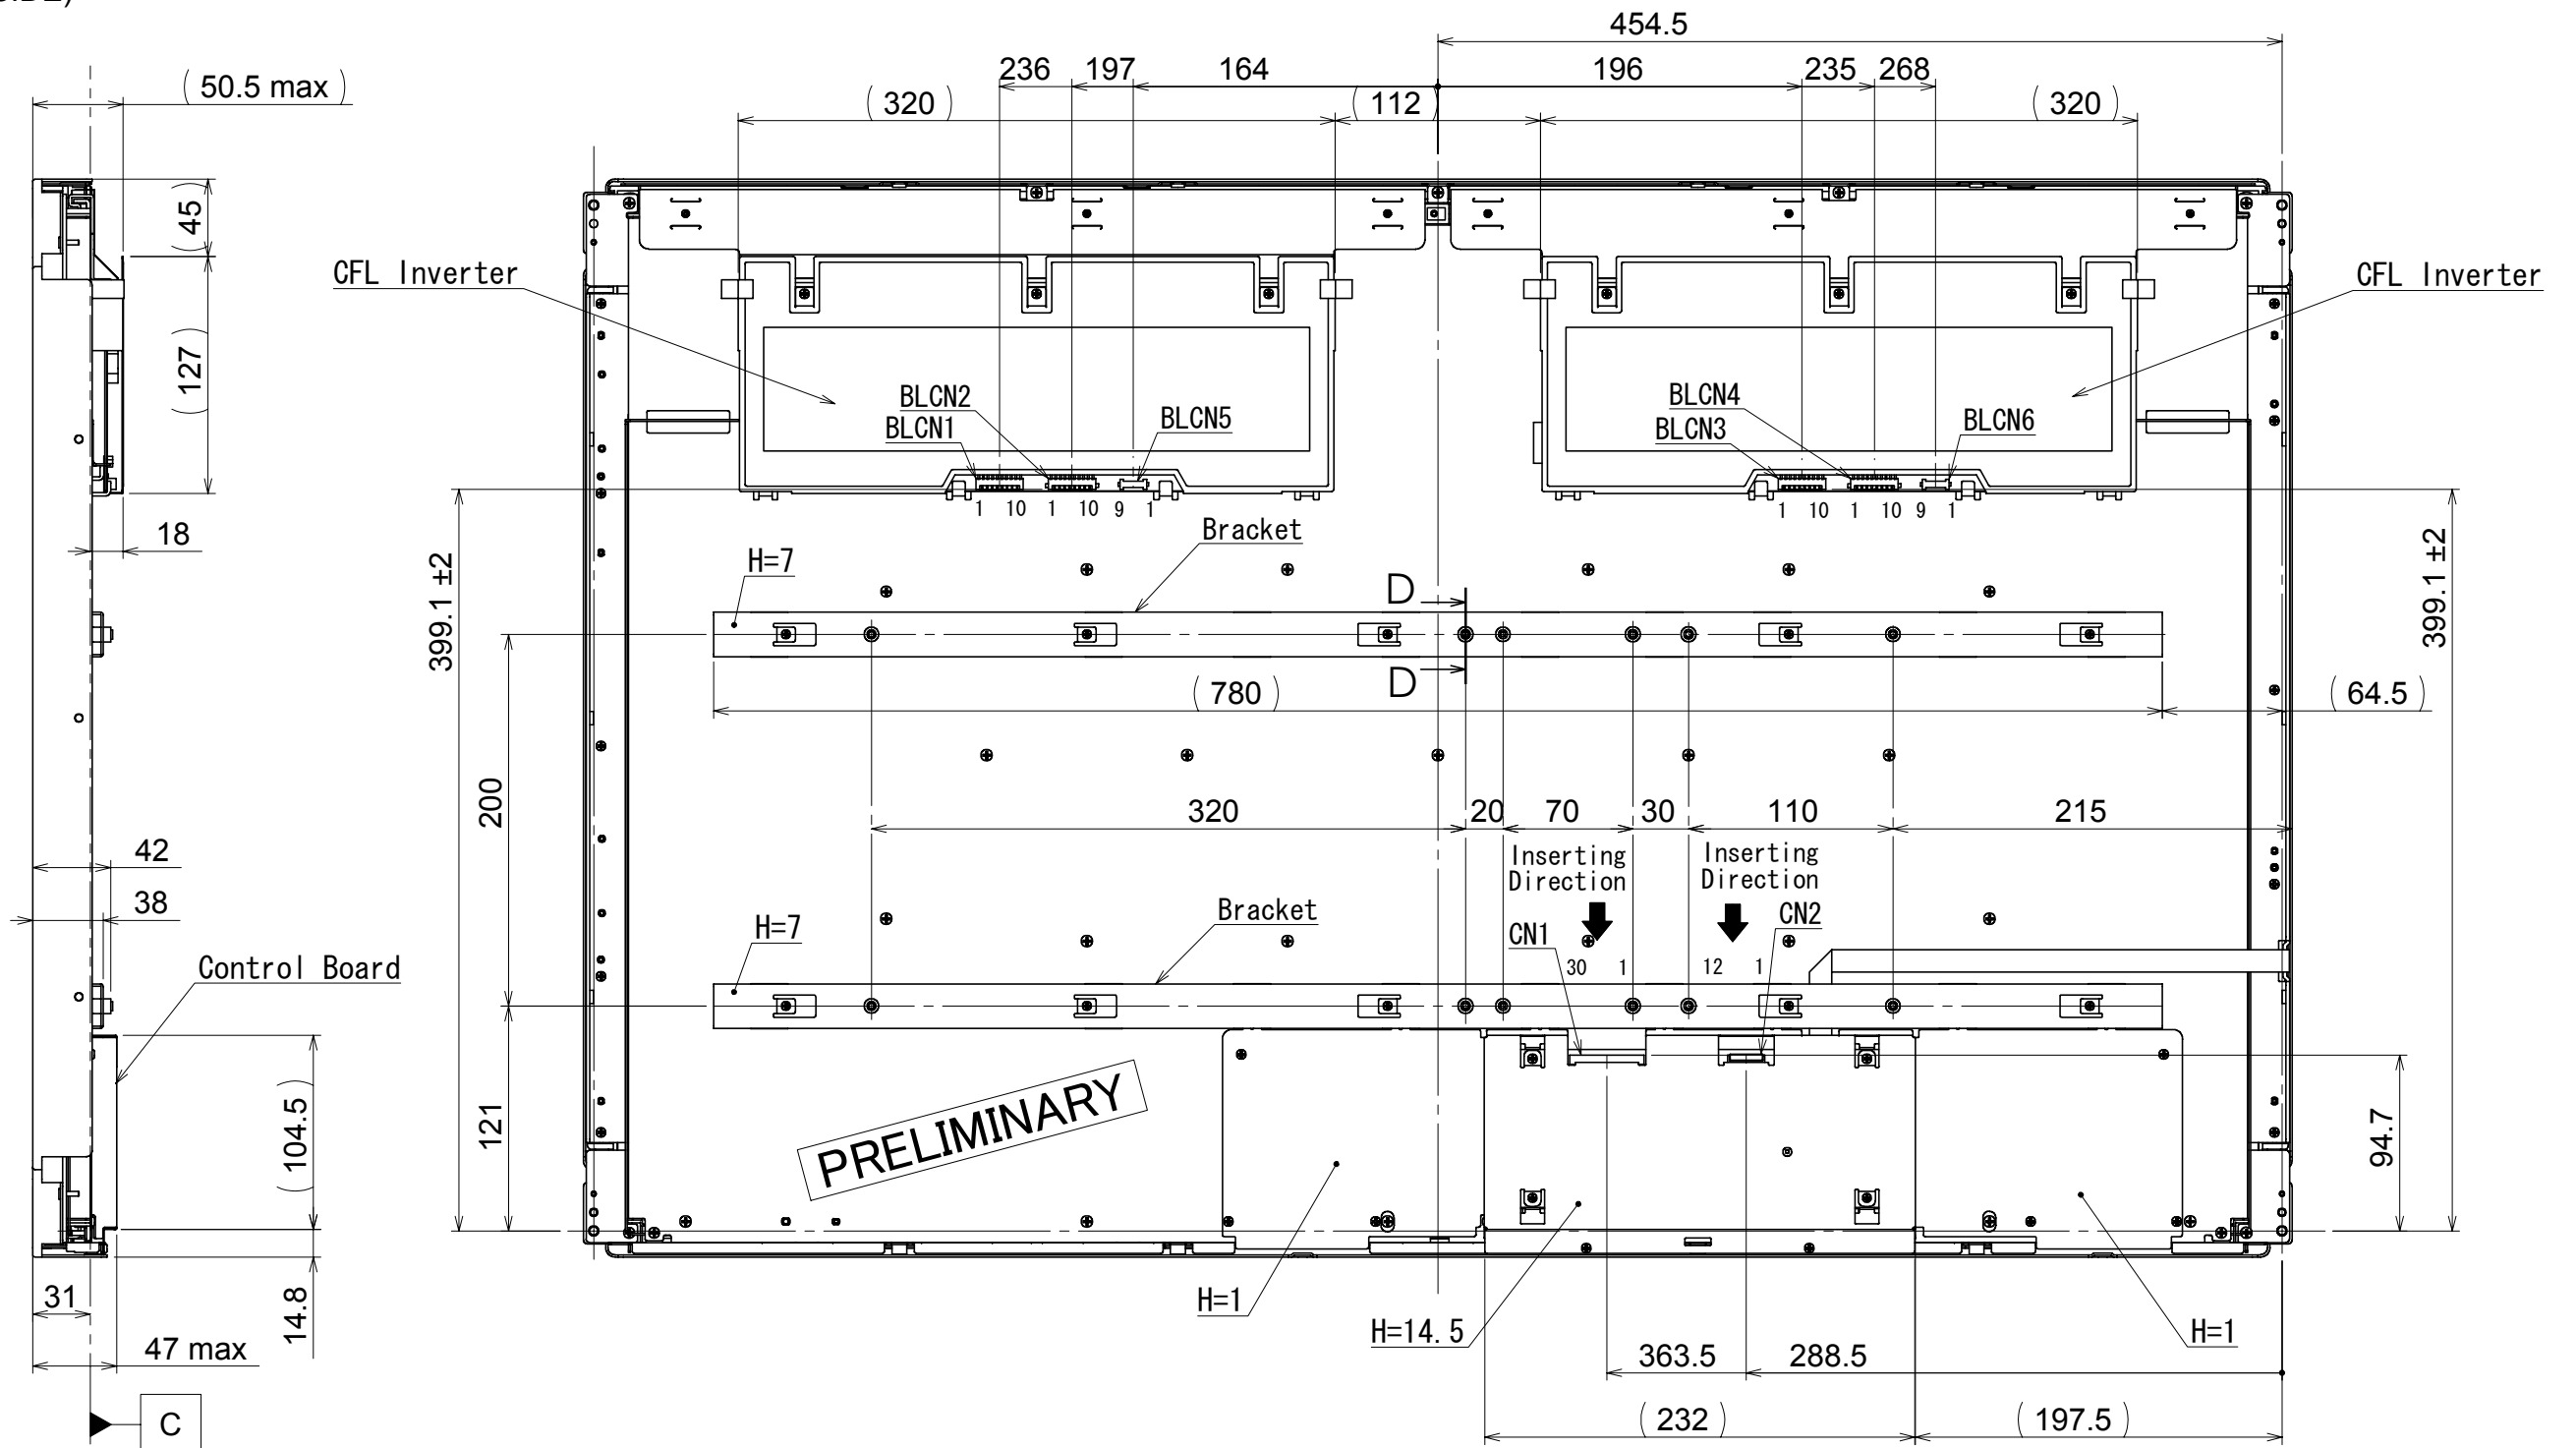 454.5
236 197 164 196 235 268
( 50.5 max )
( 320 ) ( 112 ) ( 320 )
( 45 )
CFL Inverter
CFL Inverter
( 127 )
BLCN2
BLCN1
BLCN5
BLCN4
BLCN3
BLCN6
1 10 1 10 9 1
1 10 1 10 9 1
18
Bracket
H=7
D
399.1 ±2
399.1 ±2
D
( 780 )
( 64.5 )
200
320 20 70 30 110 215
42
Inserting
Direction
Inserting
Direction
38
H=7
Bracket
CN1
CN2
30 1
12 1
Control Board
( 104.5 )
121
PRELIMINARY
94.7
31
14.8
H=1
H=14.5
H=1
47 max
363.5 288.5
C
( 232 ) ( 197.5 )